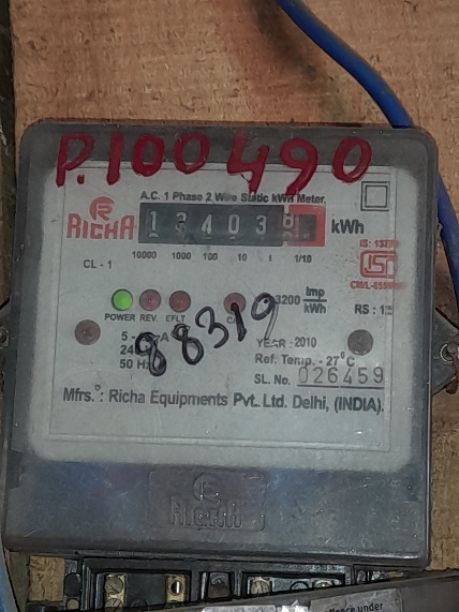 P.100490
A.C. 1 Phase 2 Wire Static kWh Meter.
RICHA
kWh
10000 1000 100 10 1 1/10
CL - 1
3200 Imp/kWh
POWER REV. EFLT
88319
50 Hz
YEAR : 2010
Ref. Temp. - 27°C
SL. No. 026459
Mfrs. : Richa Equipments Pvt. Ltd. Delhi, (INDIA).
RICHA